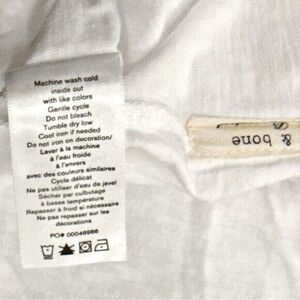 Machine wash cold
inside out
with like colors
Gentle cycle
Do not bleach
Tumble dry low
Cool iron if needed
Do not iron on decoration/
Laver à la machine
à l'eau froide
à l'envers
avec des couleurs similaires
Cycle délicat
Ne pas utiliser d'eau de javel
Sécher par culbutage
à basse température
Repasser à froid si nécessaire
Ne pas repasser sur les
décorations
PO# 00046988
& bone